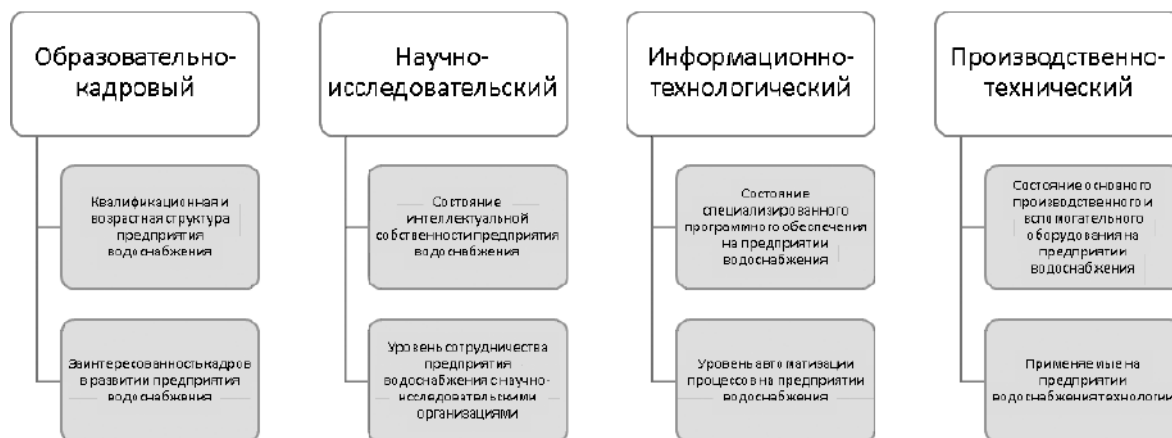 Образовательно-
кадровый
Квалификационная и
возрастная структура
предприятия
водоснабжения
Заинтересованность кадров
в развитии предприятия
водоснабжения
Научно-
исследовательский
Состояние
интеллектуальной
собственности предприятия
водоснабжения
Уровень сотрудничества
предприятия
водоснабжения с научно-
исследовательскими
организациями
Информационно-
технологический
Состояние
специализированного
программного обеспечения
на предприятии
водоснабжения
Уровень автоматизации
процессов на предприятии
водоснабжения
Производственно-
технический
Состояние основного
производственного и
вспомогательного
оборудования на
предприятии
водоснабжения
Применяемые на
предприятии
водоснабжения технологии